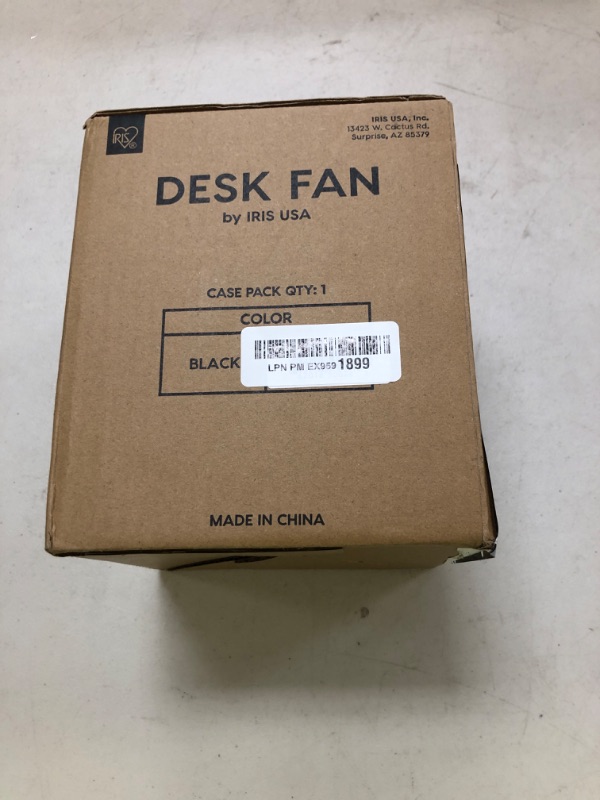 IRIS®
IRIS USA, Inc.
13423 W. Cactus Rd.
Surprise, AZ 85379
DESK FAN
by IRIS USA
CASE PACK QTY: 1
COLOR
BLACK
LPN PM EX959 1899
MADE IN CHINA